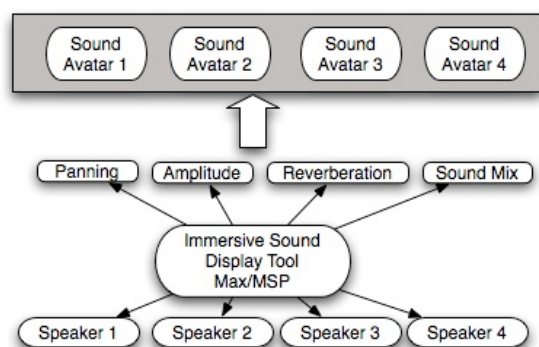 Sound
Avatar 1
Sound
Avatar 2
Sound
Avatar 3
Sound
Avatar 4
Panning
Amplitude
Reverberation
Sound Mix
Immersive Sound
Display Tool
Max/MSP
Speaker 1
Speaker 2
Speaker 3
Speaker 4